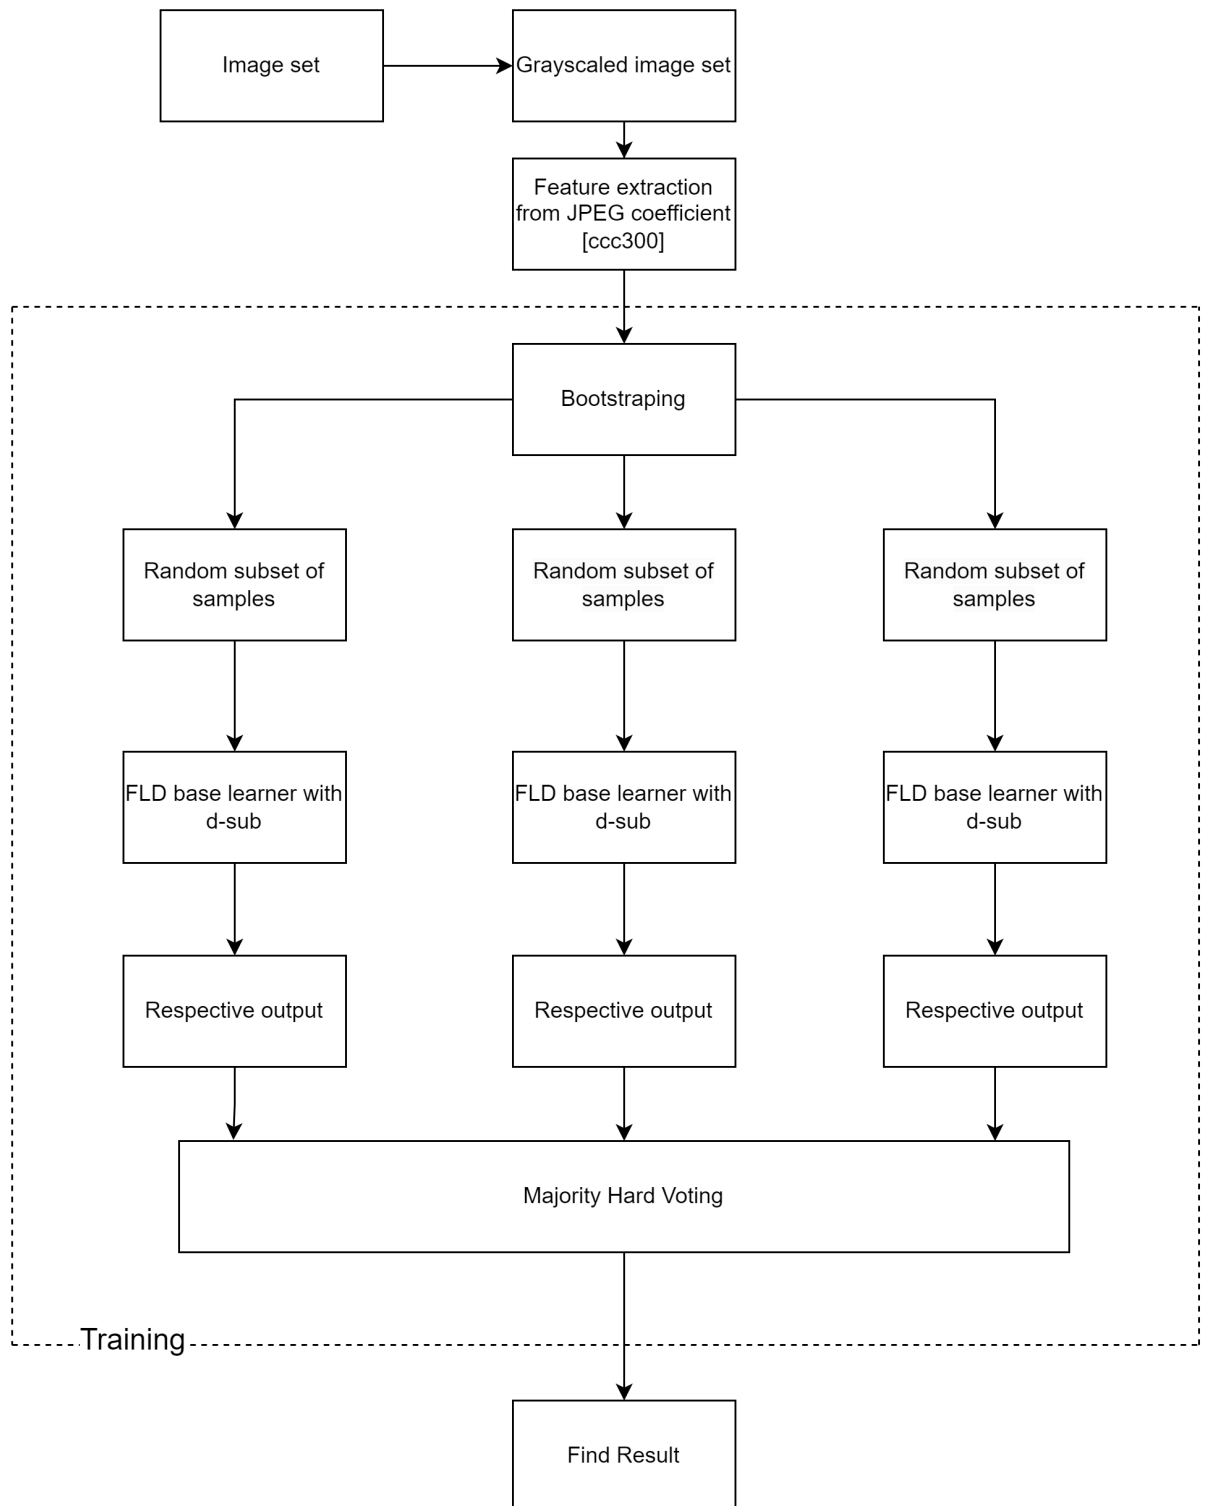 Image set
Grayscaled image set
Feature extraction
from JPEG coefficient
[ccc300]
Bootstraping
Random subset of
samples
Random subset of
samples
Random subset of
samples
FLD base learner with
d-sub
FLD base learner with
d-sub
FLD base learner with
d-sub
Respective output
Respective output
Respective output
Majority Hard Voting
Training
Find Result